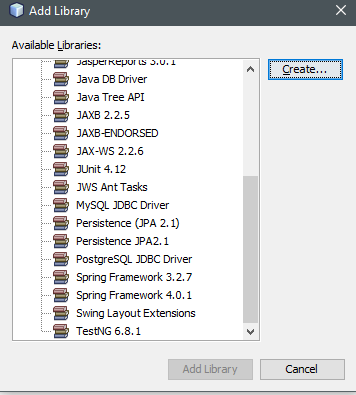 Add Library
Available Libraries:
JasperReports 3.0.1
Create...
Java DB Driver
Java Tree API
JAXB 2.2.5
JAXB-ENDORSED
JAX-WS 2.2.6
JUnit 4.12
JWS Ant Tasks
MySQL JDBC Driver
Persistence (JPA 2.1)
Persistence JPA2.1
PostgreSQL JDBC Driver
Spring Framework 3.2.7
Spring Framework 4.0.1
Swing Layout Extensions
TestNG 6.8.1
Add Library
Cancel